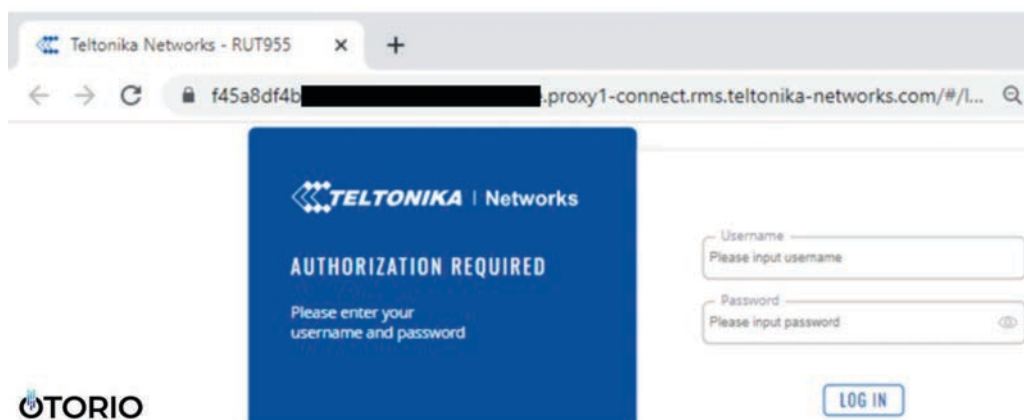 Teltonika Networks - RUT955
f45a8df4b .proxy1-connect.rms.teltonika-networks.com/#/l...
TELTONIKA | Networks
AUTHORIZATION REQUIRED
Please enter your
username and password
Username
Please input username
Password
Please input password
LOG IN
OTORIO